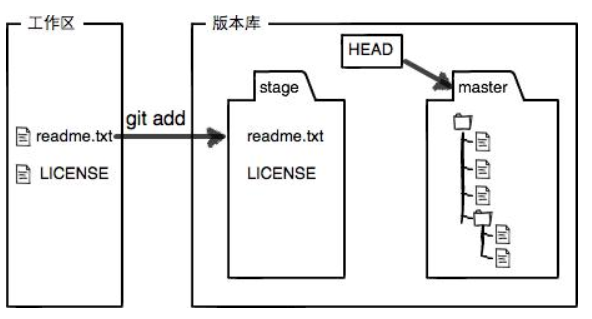 工作区
版本库
HEAD
stage
master
git add
readme.txt
readme.txt
LICENSE
LICENSE